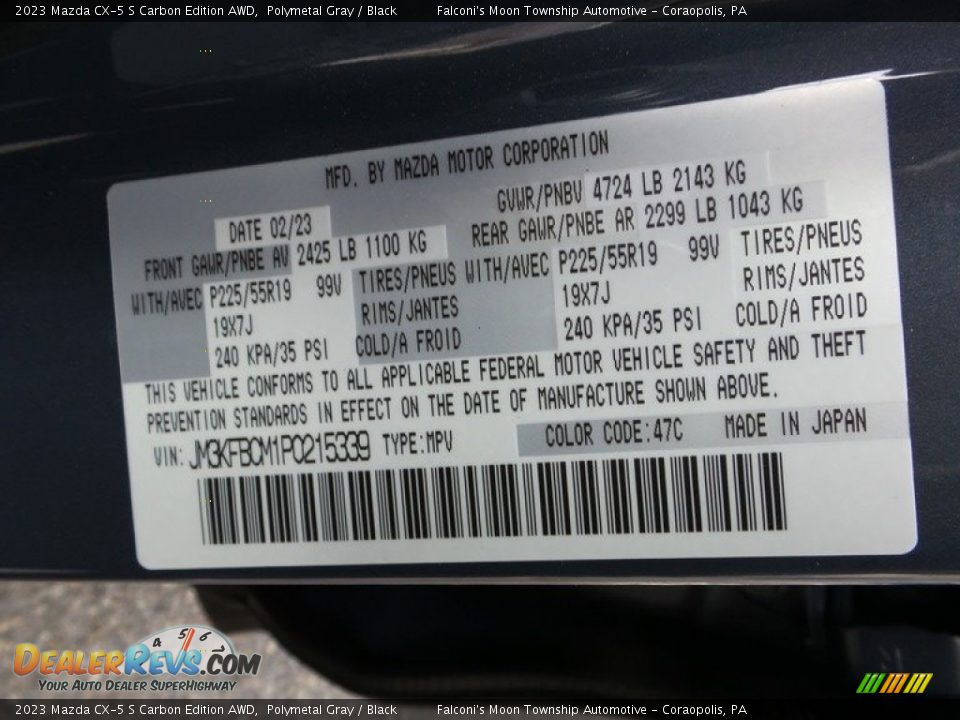 2023 Mazda CX-5 S Carbon Edition AWD, Polymetal Gray / Black Falconi's Moon Township Automotive - Coraopolis, PA
MFD. BY MAZDA MOTOR CORPORATION
DATE 02/23 GVWR/PNBV 4724 LB 2143 KG
FRONT GAWR/PNBE AV 2425 LB 1100 KG REAR GAWR/PNBE AR 2299 LB 1043 KG
WITH/AVEC P225/55R19 99V TIRES/PNEUS WITH/AVEC P225/55R19 99V TIRES/PNEUS
19X7J RIMS/JANTES 19X7J RIMS/JANTES
240 KPA/35 PSI COLD/A FROID 240 KPA/35 PSI COLD/A FROID
THIS VEHICLE CONFORMS TO ALL APPLICABLE FEDERAL MOTOR VEHICLE SAFETY AND THEFT
PREVENTION STANDARDS IN EFFECT ON THE DATE OF MANUFACTURE SHOWN ABOVE.
VIN: JM3KFBCM1P0215339 TYPE:MPV COLOR CODE:47C MADE IN JAPAN
4 5 6
DEALERREVS.COM
YOUR AUTO DEALER SUPERHIGHWAY
2023 Mazda CX-5 S Carbon Edition AWD, Polymetal Gray / Black Falconi's Moon Township Automotive - Coraopolis, PA